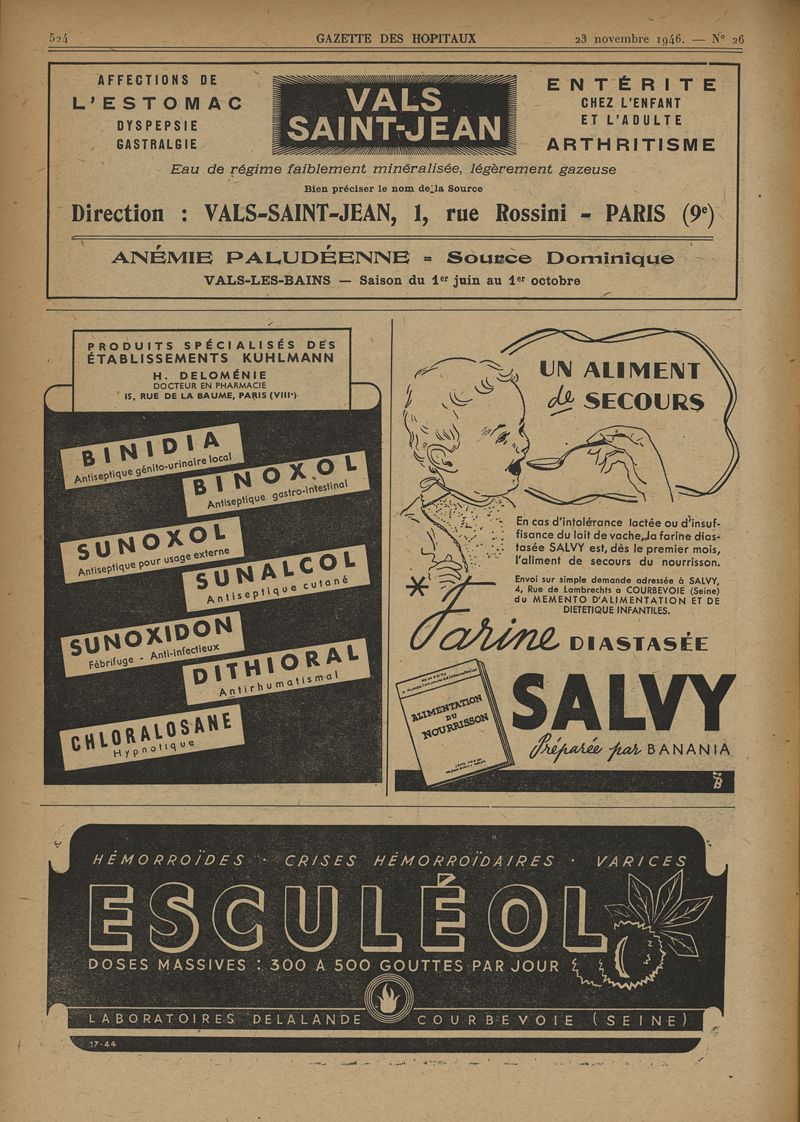 524
GAZETTE DES HOPITAUX
23 novembre 1946. — N° 26
AFFECTIONS DE
L'ESTOMAC
DYSPEPSIE
GASTRALGIE
VALS
SAINT-JEAN
ENTÉRITE
CHEZ L'ENFANT
ET L'ADULTE
ARTHRITISME
Eau de régime faiblement minéralisée, légèrement gazeuse
Bien préciser le nom de la Source
Direction : VALS-SAINT-JEAN, 1, rue Rossini - PARIS (9e)
ANÉMIE PALUDÉENNE = Source Dominique
VALS-LES-BAINS — Saison du 1er juin au 1er octobre
PRODUITS SPÉCIALISÉS DES
ÉTABLISSEMENTS KUHLMANN
H. DELOMÉNIE
DOCTEUR EN PHARMACIE
15, RUE DE LA BAUME, PARIS (VIII•)
BINIDIA
Antiseptique génito-urinaire local
BINOXOL
Antiseptique gastro-intestinal
SUNOXOL
Antiseptique pour usage externe
SUNALCOL
Antiseptique cutané
SUNOXIDON
Fébrifuge - Anti-infectieux
DITHIORAL
Antirhumatismal
CHLORALOSANE
Hypnotique
UN ALIMENT
de SECOURS
En cas d'intolérance lactée ou d'insuf-
fisance du lait de vache, la farine dias-
tasée SALVY est, dès le premier mois,
l'aliment de secours du nourrisson.
Envoi sur simple demande adressée à SALVY,
4, Rue de Lambrechts à COURBEVOIE (Seine)
du MEMENTO D'ALIMENTATION ET DE
DIETETIQUE INFANTILES.
Farine DIASTASÉE
SALVY
Préparée par BANANIA
MEMENTO
ALIMENTATION
DU
NOURRISSON
B
HÉMORROÏDES · CRISES HÉMORROÏDAIRES · VARICES
ESCULÉOL
DOSES MASSIVES : 300 A 500 GOUTTES PAR JOUR
LABORATOIRES DELALANDE
COURBEVOIE (SEINE)
17-44